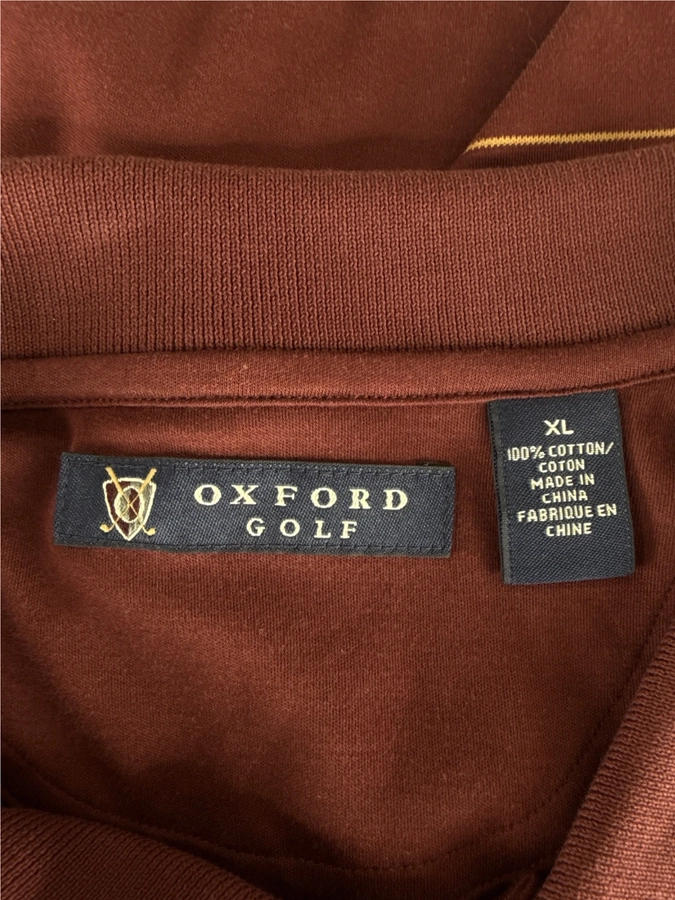 OXFORD
GOLF
XL
100% COTTON/
COTON
MADE IN
CHINA
FABRIQUE EN
CHINE